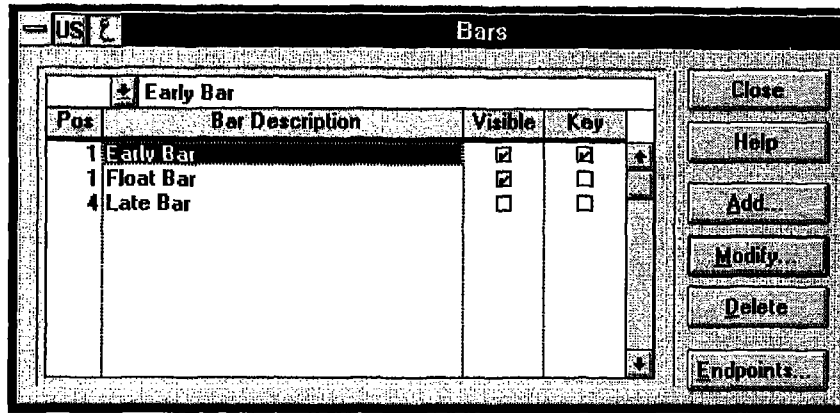 US
Bars
Early Bar
Pos Bar Description Visible Key
1 Early Bar
1 Float Bar
4 Late Bar
Close
Help
Add...
Modify...
Delete
Endpoints...